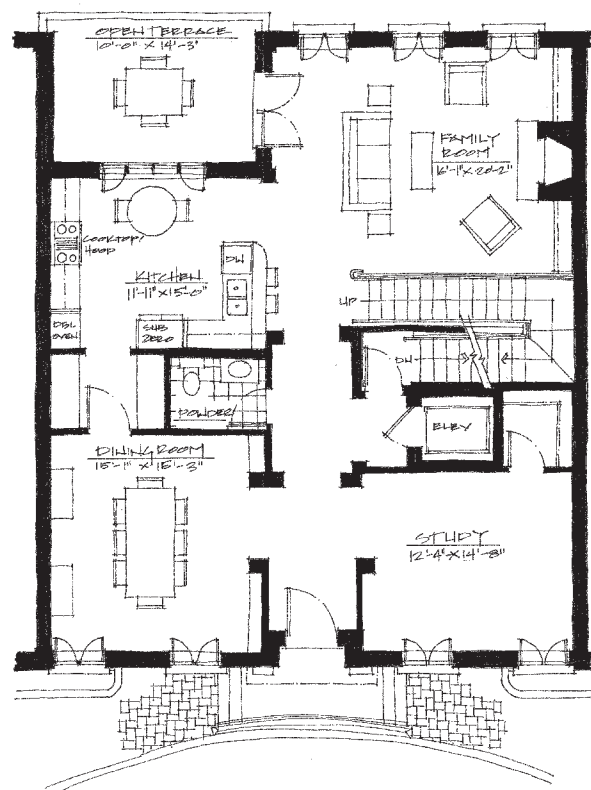 OPEN TERRACE
10'-0" X 14'-3"
FAMILY
ROOM
16'-1" X 20'-2"
COOKTOP/
HOOD
KITCHEN
11'-11" X 15'-0"
DW
UP
DBL
OVEN
SUB
ZERO
DN
POWDER
ELEV
DINING ROOM
15'-1" X 15'-3"
STUDY
12'-4" X 14'-8"